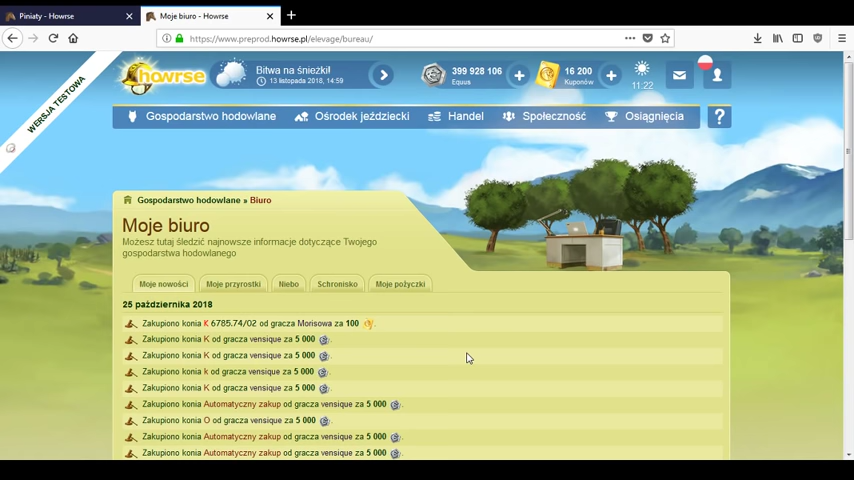 Piniaty - Howrse
Moje biuro - Howrse
https://www.preprod.howrse.pl/elevage/bureau/
WERSJA TESTOWA
howrse
Bitwa na śnieżki!
13 listopada 2018, 14:59
399 928 106
Equus
16 200
Kuponów
11:22
Gospodarstwo hodowlane
Ośrodek jeździecki
Handel
Społeczność
Osiągnięcia
?
Gospodarstwo hodowlane » Biuro
Moje biuro
Możesz tutaj śledzić najnowsze informacje dotyczące Twojego
gospodarstwa hodowlanego
Moje nowości
Moje przyrostki
Niebo
Schronisko
Moje pożyczki
25 października 2018
Zakupiono konia K 6785.74/02 od gracza Morisowa za 100 .
Zakupiono konia K od gracza vensique za 5 000 .
Zakupiono konia K od gracza vensique za 5 000 .
Zakupiono konia k od gracza vensique za 5 000 .
Zakupiono konia K od gracza vensique za 5 000 .
Zakupiono konia Automatyczny zakup od gracza vensique za 5 000 .
Zakupiono konia O od gracza vensique za 5 000 .
Zakupiono konia Automatyczny zakup od gracza vensique za 5 000 .
Zakupiono konia Automatyczny zakup od gracza vensique za 5 000 .